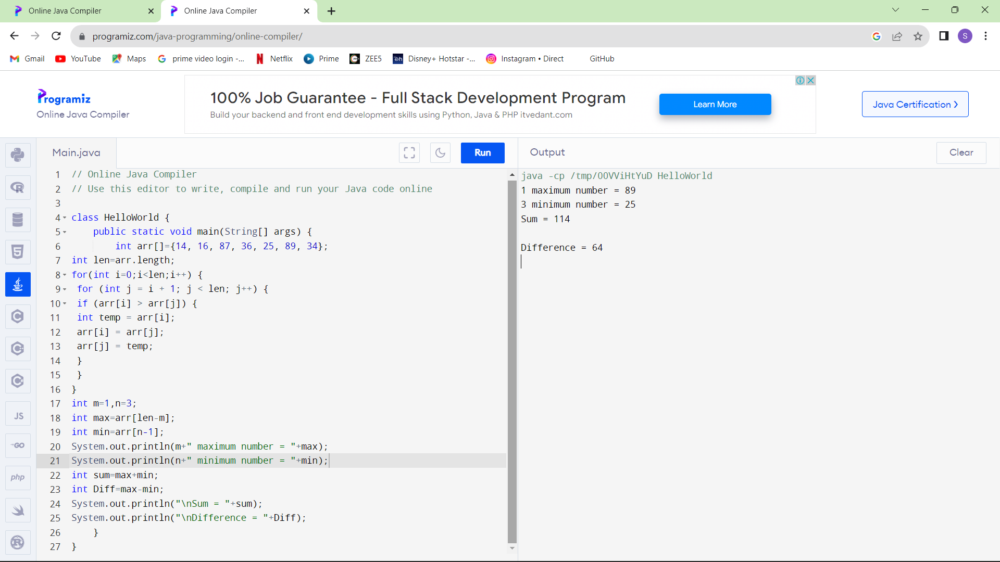 Online Java Compiler
Online Java Compiler
programiz.com/java-programming/online-compiler/
S
Gmail
YouTube
Maps
prime video login -...
Netflix
Prime
ZEE5
Disney+ Hotstar -...
Instagram • Direct
GitHub
Programiz
Online Java Compiler
100% Job Guarantee - Full Stack Development Program
Build your backend and front end development skills using Python, Java & PHP itvedant.com
Learn More
Java Certification >
Main.java
Run
Output
Clear
1 // Online Java Compiler
2 // Use this editor to write, compile and run your Java code online
3
4 class HelloWorld {
5 public static void main(String[] args) {
6 int arr[]={14, 16, 87, 36, 25, 89, 34};
7 int len=arr.length;
8 for(int i=0;i<len;i++) {
9 for (int j = i + 1; j < len; j++) {
10 if (arr[i] > arr[j]) {
11 int temp = arr[i];
12 arr[i] = arr[j];
13 arr[j] = temp;
14 }
15 }
16 }
17 int m=1,n=3;
18 int max=arr[len-m];
19 int min=arr[n-1];
20 System.out.println(m+" maximum number = "+max);
21 System.out.println(n+" minimum number = "+min);
22 int sum=max+min;
23 int Diff=max-min;
24 System.out.println("\nSum = "+sum);
25 System.out.println("\nDifference = "+Diff);
26 }
27 }
java -cp /tmp/OOVViHtYuD HelloWorld
1 maximum number = 89
3 minimum number = 25
Sum = 114
Difference = 64
R
5
C
C
C
JS
GO
php
R